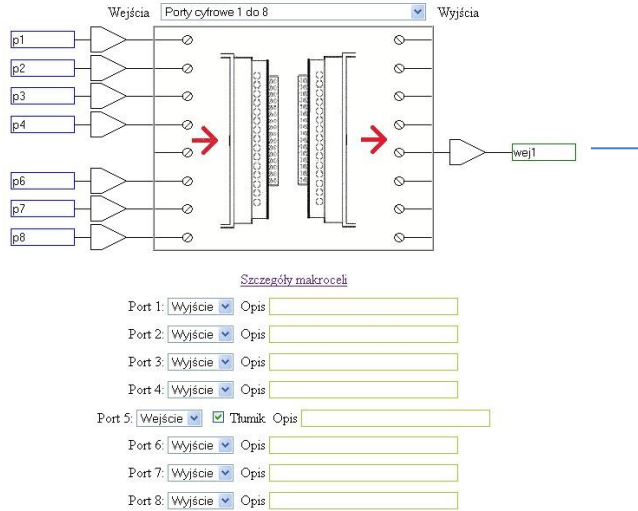 Wejścia Porty cyfrowe 1 do 8 Wyjścia
p1
p2
p3
p4
wej1
p6
p7
p8
Szczegóły makroceli
Port 1: Wyjście Opis
Port 2: Wyjście Opis
Port 3: Wyjście Opis
Port 4: Wyjście Opis
Port 5: Wejście Tłumik Opis
Port 6: Wyjście Opis
Port 7: Wyjście Opis
Port 8: Wyjście Opis